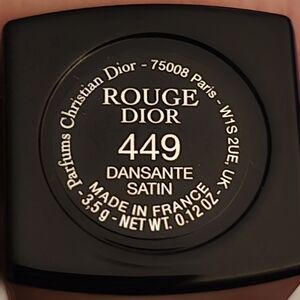 Parfums Christian Dior - 75008 Paris - W1S 2UE, UK -
ROUGE
DIOR
449
DANSANTE
SATIN
MADE IN FRANCE
3,5g - NET WT. 0.12 OZ.